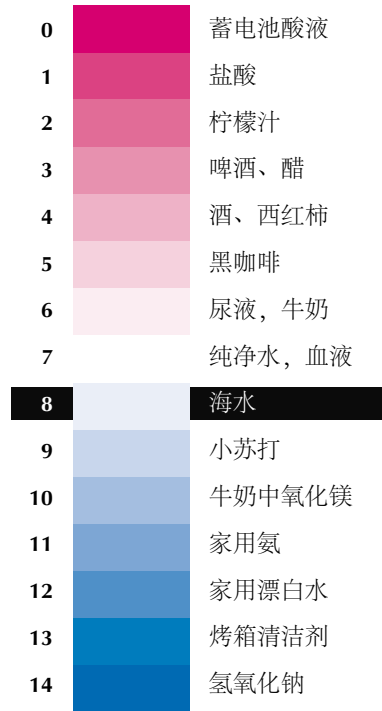 0 蓄电池酸液
1 盐酸
2 柠檬汁
3 啤酒、醋
4 酒、西红柿
5 黑咖啡
6 尿液，牛奶
7 纯净水，血液
8 海水
9 小苏打
10 牛奶中氧化镁
11 家用氨
12 家用漂白水
13 烤箱清洁剂
14 氢氧化钠